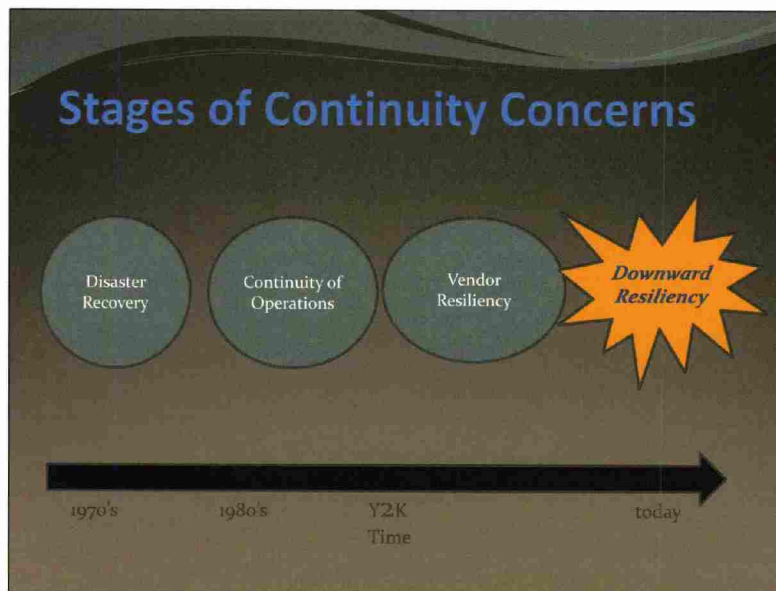 Stages of Continuity Concerns
Disaster
Recovery
Continuity of
Operations
Vendor
Resiliency
Downward
Resiliency
1970's
1980's
Y2K
today
Time